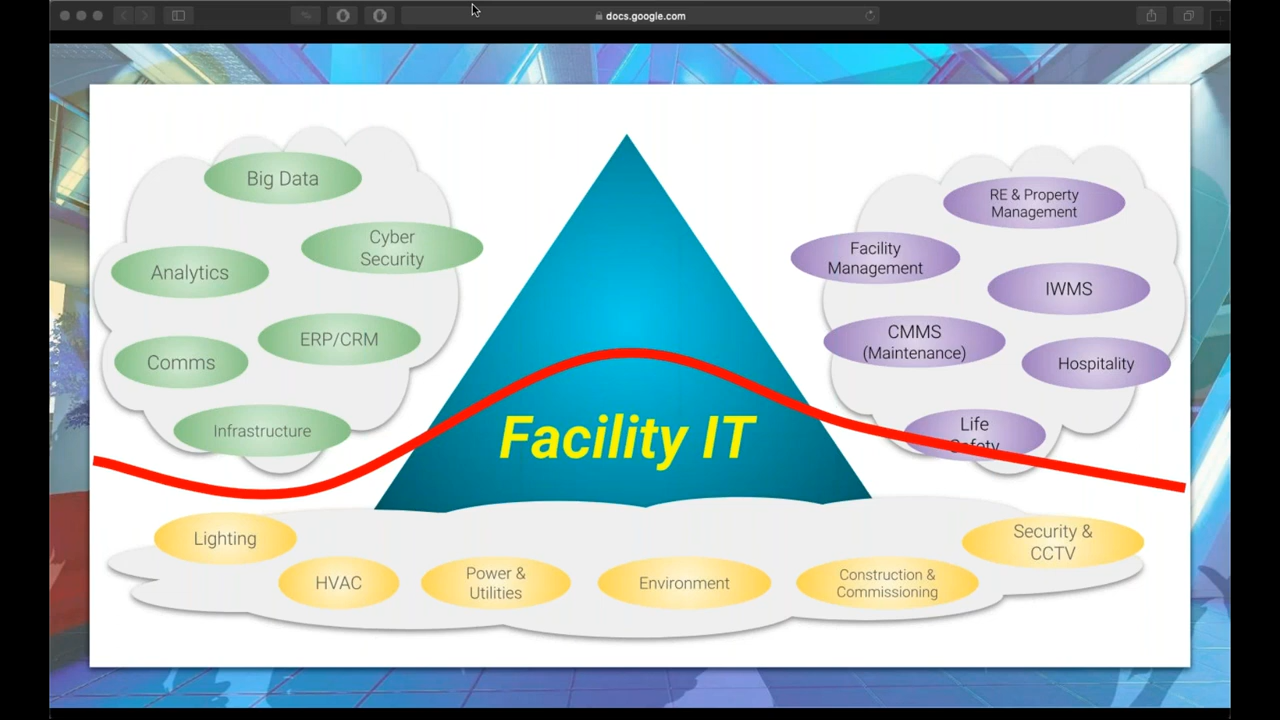 docs.google.com
Big Data
Cyber
Security
Analytics
ERP/CRM
Comms
Infrastructure
Facility IT
RE & Property
Management
Facility
Management
IWMS
CMMS
(Maintenance)
Hospitality
Life
Safety
Lighting
HVAC
Power &
Utilities
Environment
Construction &
Commissioning
Security &
CCTV